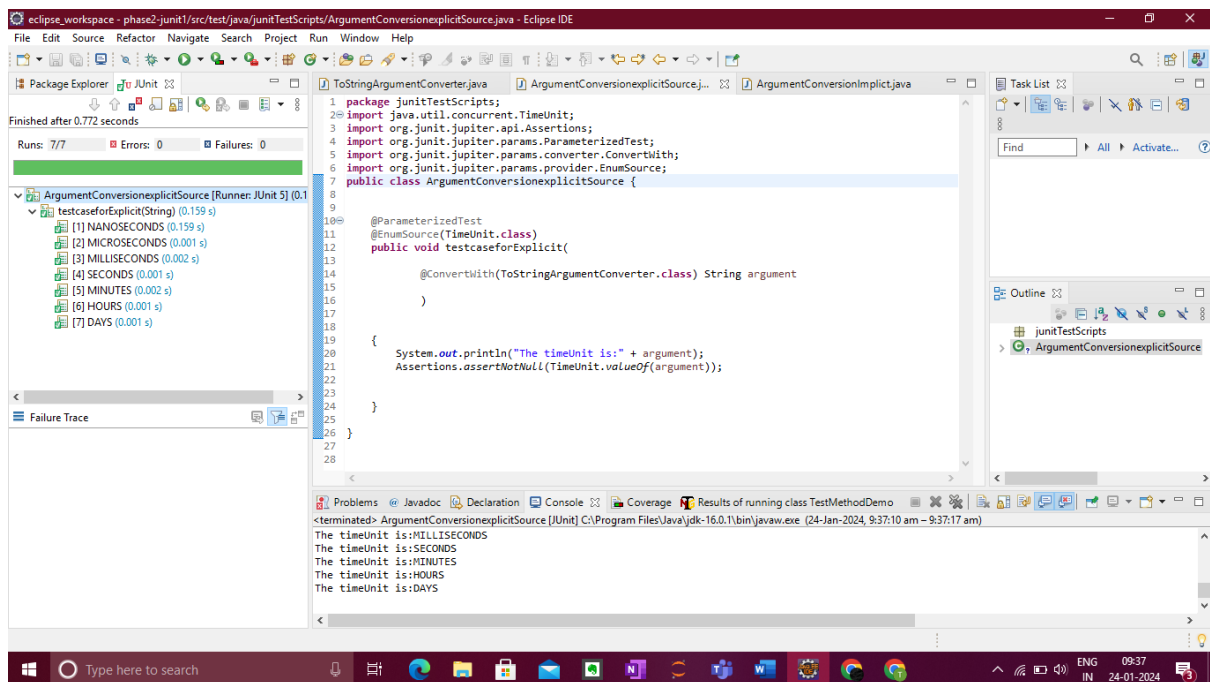 eclipse_workspace - phase2-junit1/src/test/java/junitTestScripts/ArgumentConversionexplicitSource.java - Eclipse IDE
File Edit Source Refactor Navigate Search Project Run Window Help
Package Explorer JUnit
Finished after 0.772 seconds
Runs: 7/7 Errors: 0 Failures: 0
ArgumentConversionexplicitSource [Runner: JUnit 5] (0.1
testcaseforExplicit(String) (0.159 s)
[1] NANOSECONDS (0.159 s)
[2] MICROSECONDS (0.001 s)
[3] MILLISECONDS (0.002 s)
[4] SECONDS (0.001 s)
[5] MINUTES (0.002 s)
[6] HOURS (0.001 s)
[7] DAYS (0.001 s)
Failure Trace
ToStringArgumentConverter.java ArgumentConversionexplicitSource.j... ArgumentConversionImplict.java
1 package junitTestScripts;
2 import java.util.concurrent.TimeUnit;
3 import org.junit.jupiter.api.Assertions;
4 import org.junit.jupiter.params.ParameterizedTest;
5 import org.junit.jupiter.params.converter.ConvertWith;
6 import org.junit.jupiter.params.provider.EnumSource;
7 public class ArgumentConversionexplicitSource {
8
9
10 @ParameterizedTest
11 @EnumSource(TimeUnit.class)
12 public void testcaseforExplicit(
13
14 @ConvertWith(ToStringArgumentConverter.class) String argument
15
16 )
17
18
19 {
20 System.out.println("The timeUnit is:" + argument);
21 Assertions.assertNotNull(TimeUnit.valueOf(argument));
22
23
24 }
25
26 }
27
28
Task List
Find All Activate...
Outline
junitTestScripts
ArgumentConversionexplicitSource
Problems Javadoc Declaration Console Coverage Results of running class TestMethodDemo
<terminated> ArgumentConversionexplicitSource [JUnit] C:\Program Files\Java\jdk-16.0.1\bin\javaw.exe (24-Jan-2024, 9:37:10 am – 9:37:17 am)
The timeUnit is:MILLISECONDS
The timeUnit is:SECONDS
The timeUnit is:MINUTES
The timeUnit is:HOURS
The timeUnit is:DAYS
Type here to search
ENG
IN
09:37
24-01-2024